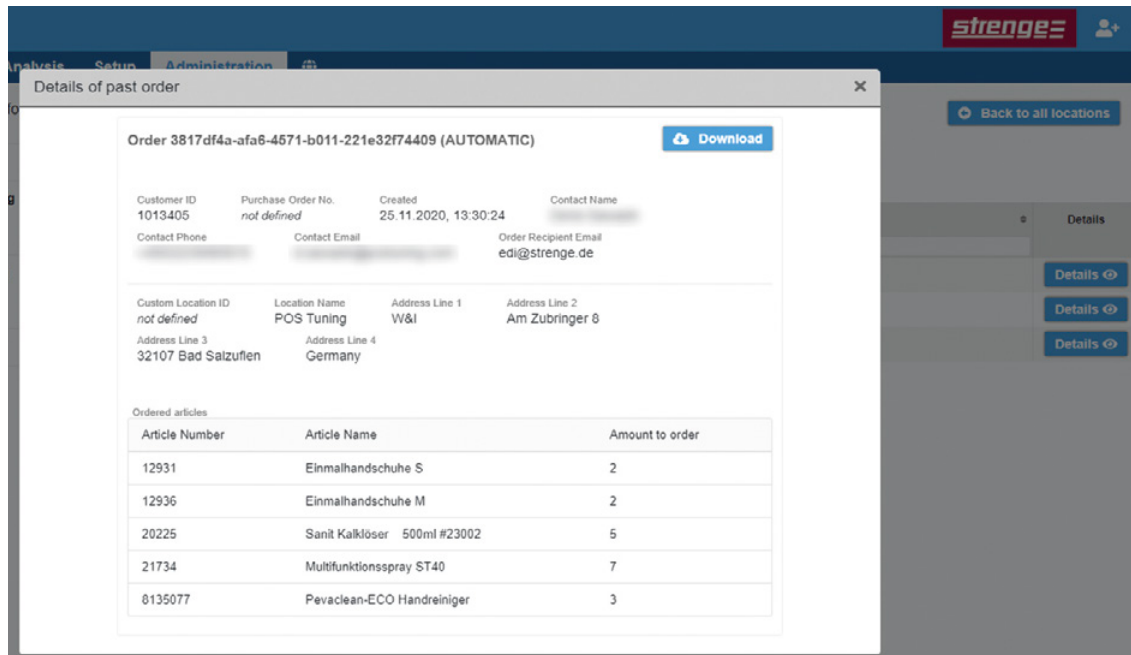 strenge
Analysis Setup Administration
Details of past order ×
Back to all locations
Order 3817df4a-afa6-4571-b011-221e32f74409 (AUTOMATIC)
Download
Customer ID Purchase Order No. Created Contact Name
1013405 not defined 25.11.2020, 13:30:24
Contact Phone Contact Email Order Recipient Email
edi@strenge.de
Details
Custom Location ID Location Name Address Line 1 Address Line 2
not defined POS Tuning W&I Am Zubringer 8
Address Line 3 Address Line 4
32107 Bad Salzuflen Germany
Details
Details
Details
Ordered articles
Article Number Article Name Amount to order
12931 Einmalhandschuhe S 2
12936 Einmalhandschuhe M 2
20225 Sanit Kalklöser 500ml #23002 5
21734 Multifunktionsspray ST40 7
8135077 Pevaclean-ECO Handreiniger 3